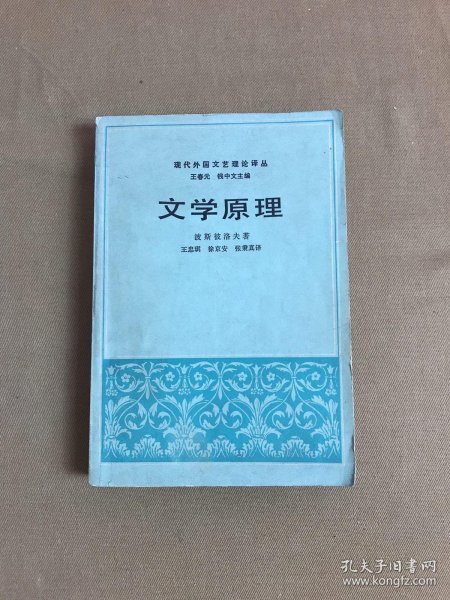 现代外国文艺理论译丛
王春元 钱中文主编
文学原理
波斯彼洛夫著
王忠琪 徐京安 张秉真译
孔夫子旧书网
www.kongfz.com